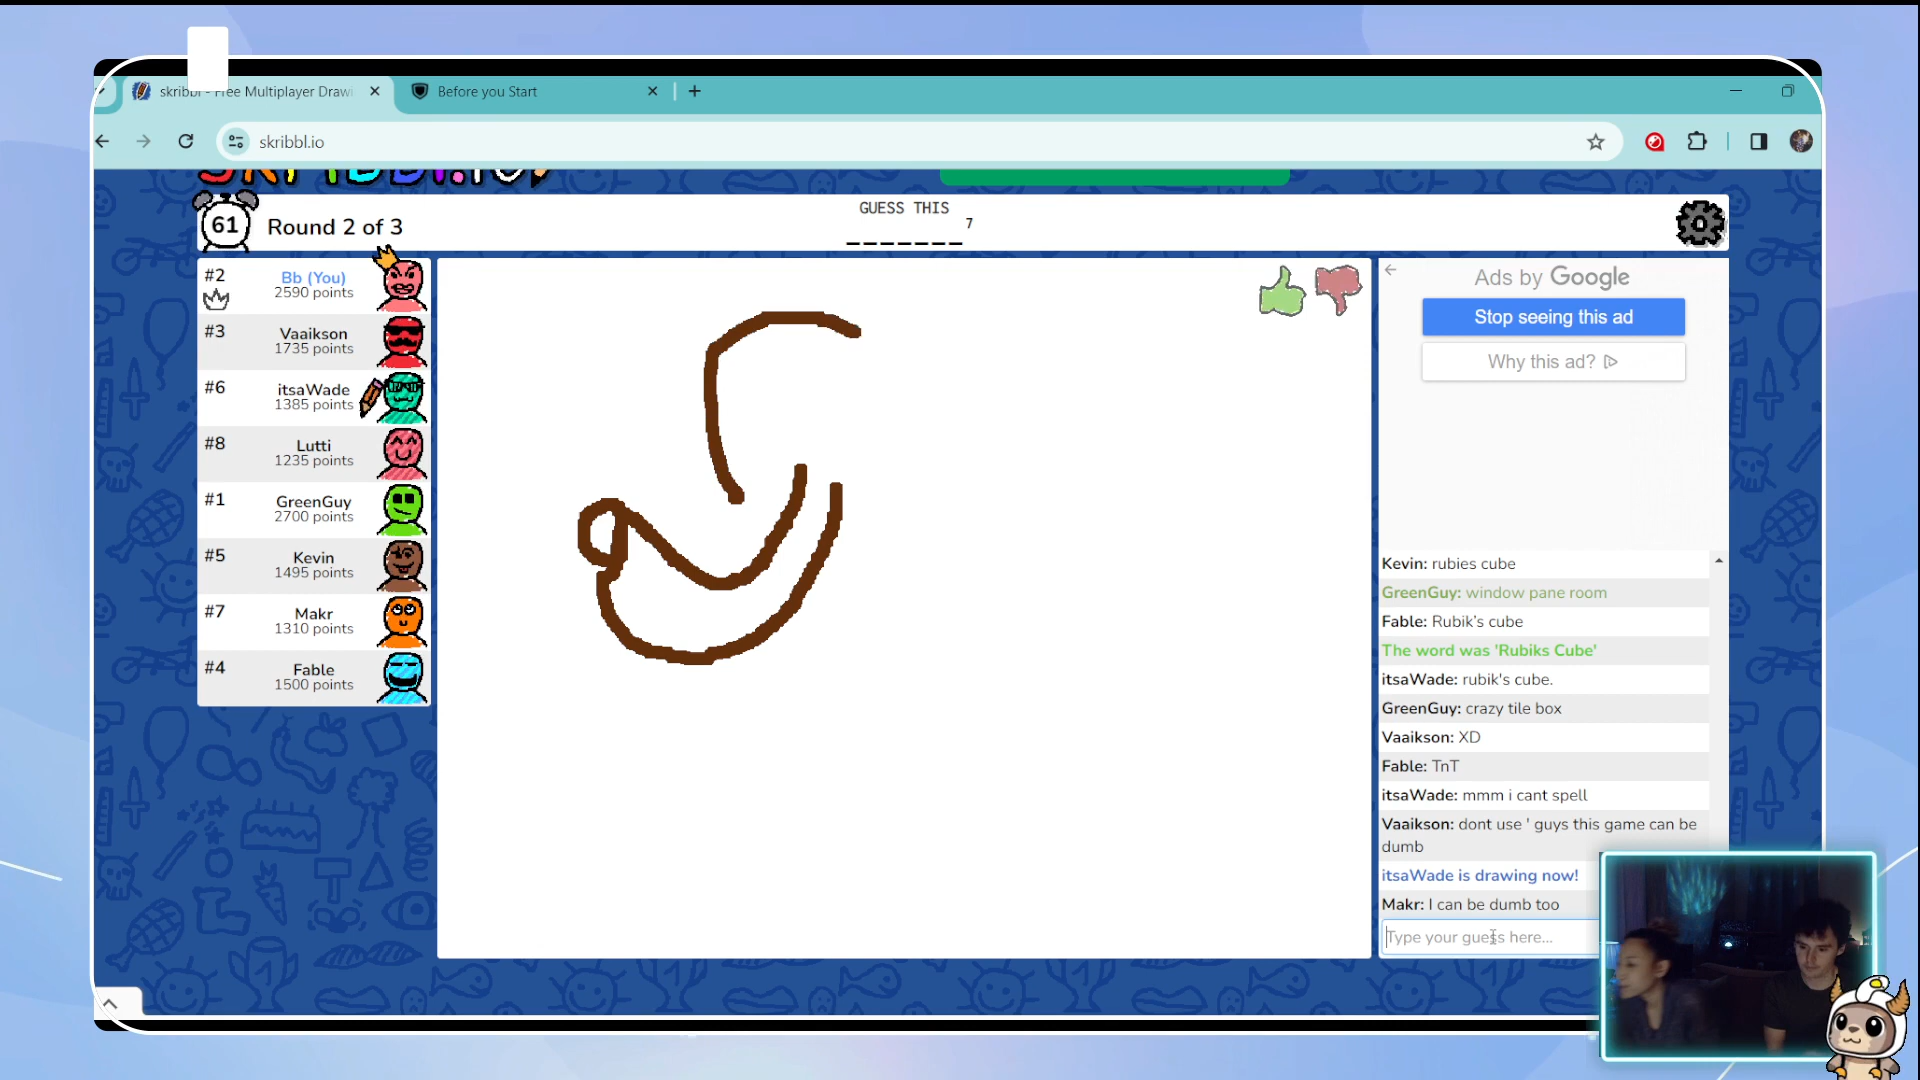 skribbl - Free Multiplayer Drawi
Before you Start
skribbl.io
61
Round 2 of 3
GUESS THIS
_______ 7
#2
Bb (You)
2590 points
#3
Vaaikson
1735 points
#6
itsaWade
1385 points
#8
Lutti
1235 points
#1
GreenGuy
2700 points
#5
Kevin
1495 points
#7
Makr
1310 points
#4
Fable
1500 points
Ads by Google
Stop seeing this ad
Why this ad?
Kevin: rubies cube
GreenGuy: window pane room
Fable: Rubik's cube
The word was 'Rubiks Cube'
itsaWade: rubik's cube.
GreenGuy: crazy tile box
Vaaikson: XD
Fable: TnT
itsaWade: mmm i cant spell
Vaaikson: dont use ' guys this game can be
dumb
itsaWade is drawing now!
Makr: I can be dumb too
Type your guess here...